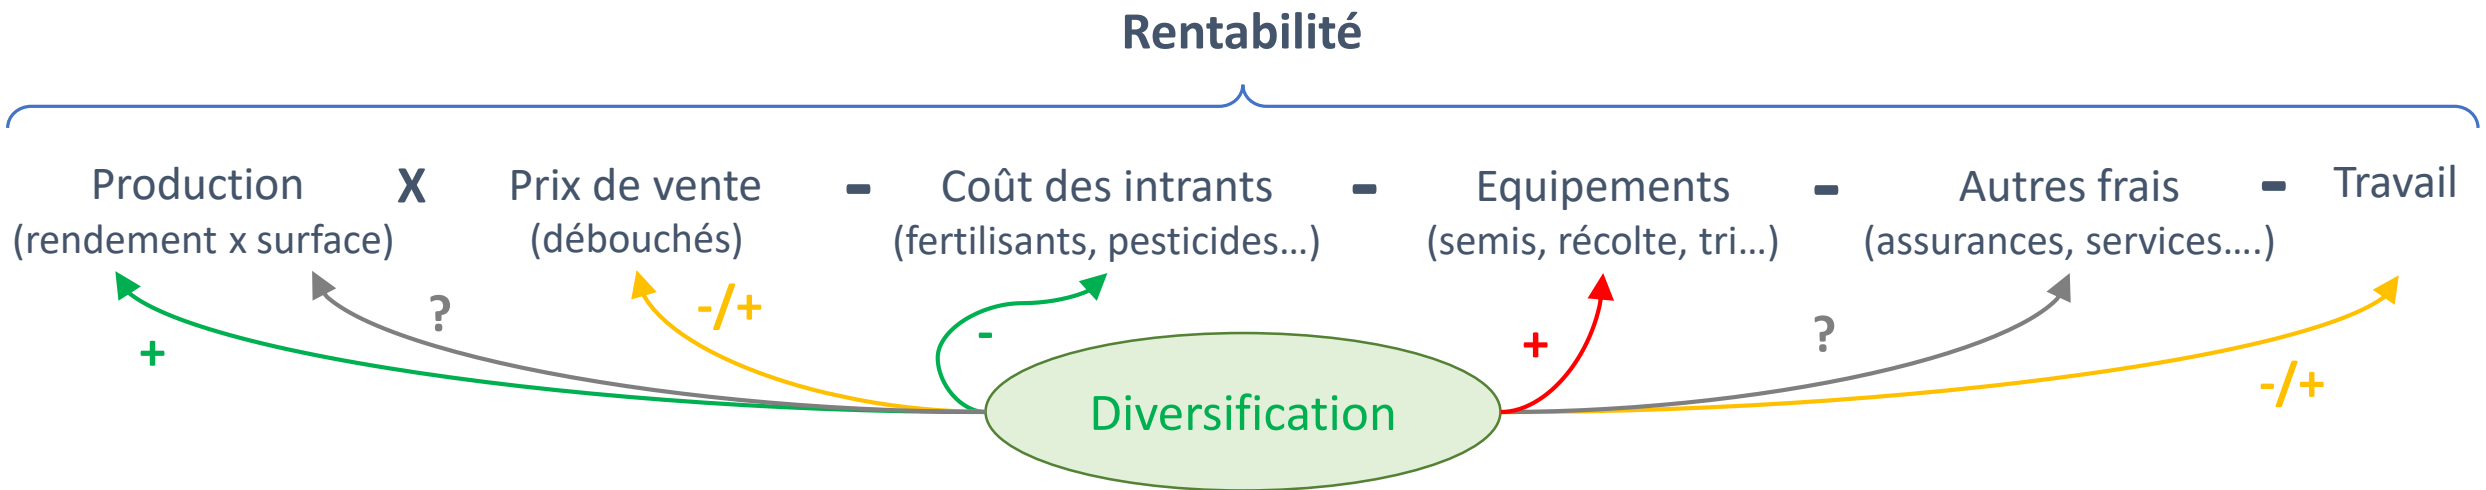 Rentabilité
Production X Prix de vente - Coût des intrants - Equipements - Autres frais - Travail
(rendement x surface) (débouchés) (fertilisants, pesticides...) (semis, récolte, tri...) (assurances, services....)
+ ? -/+ - + ? -/+
Diversification